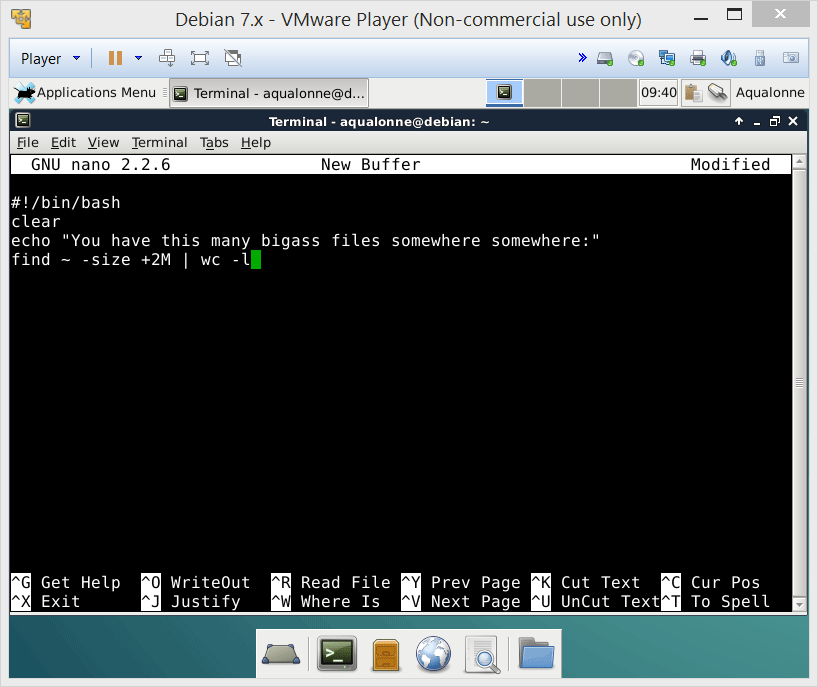 Debian 7.x - VMware Player (Non-commercial use only)
Player
Applications Menu Terminal - aqualonne@d... 09:40 Aqualonne
Terminal - aqualonne@debian: ~
File Edit View Terminal Tabs Help
GNU nano 2.2.6 New Buffer Modified
#!/bin/bash
clear
echo "You have this many bigass files somewhere somewhere:"
find ~ -size +2M | wc -l
^G Get Help ^O WriteOut ^R Read File ^Y Prev Page ^K Cut Text ^C Cur Pos
^X Exit ^J Justify ^W Where Is ^V Next Page ^U UnCut Text ^T To Spell